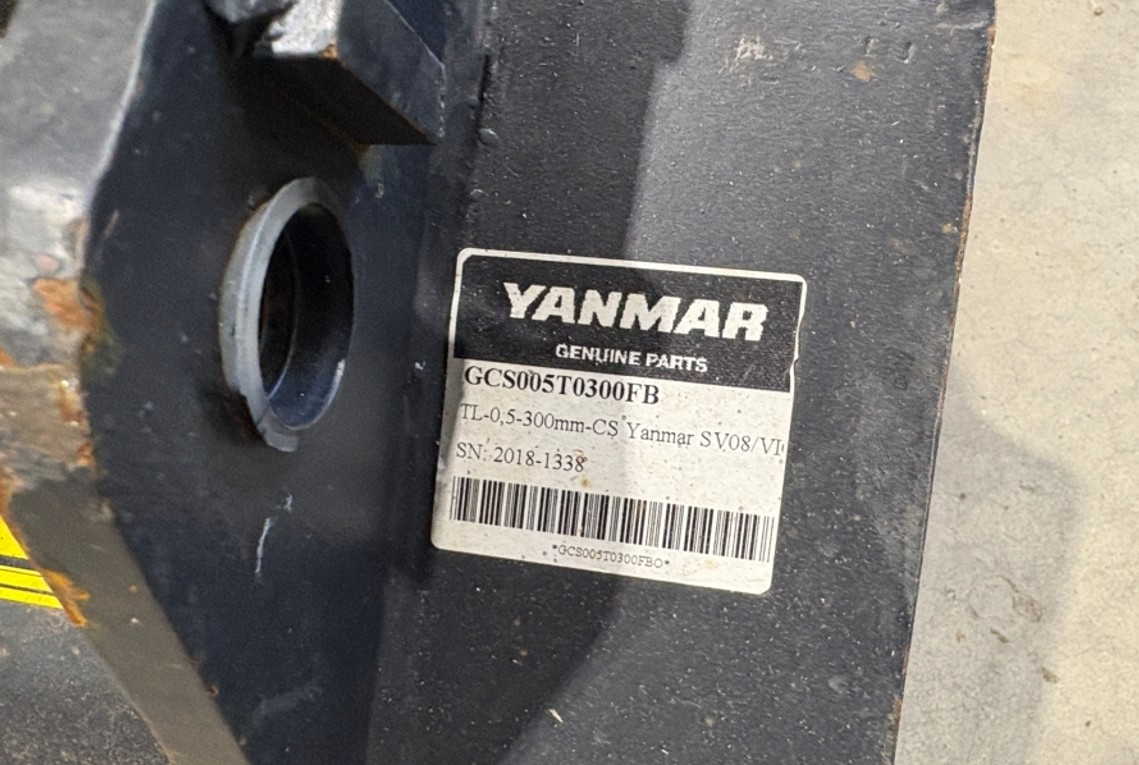 YANMAR
GENUINE PARTS
GCS005T0300FB
TL-0,5-300mm-CS Yanmar SV08/VI
SN: 2018-1338
*GCS005T0300FBO*